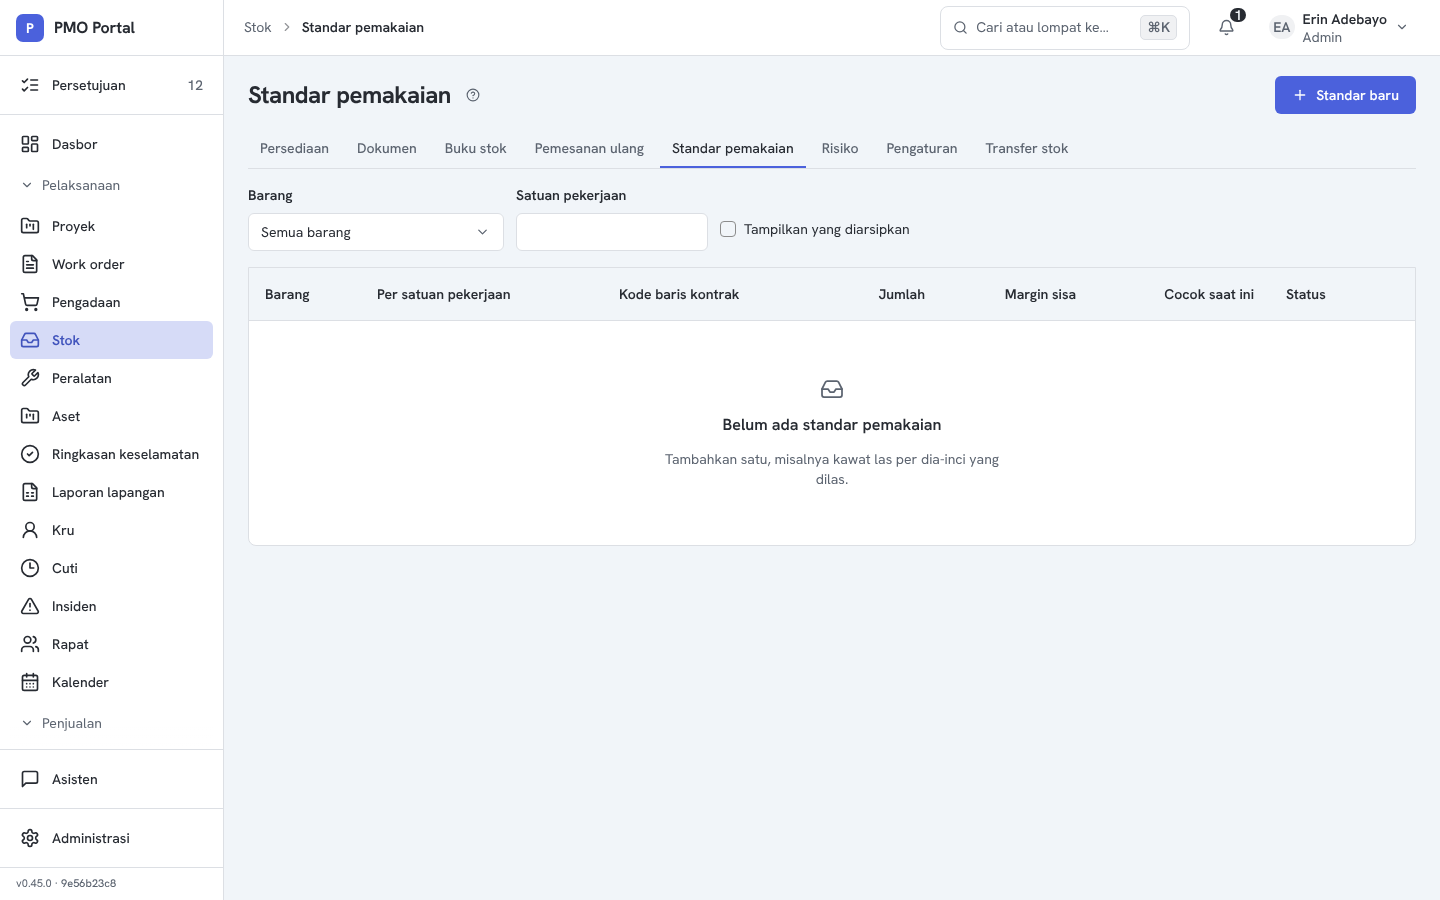 P PMO Portal
Stok > Standar pemakaian
Cari atau lompat ke...
⌘K
1
EA
Erin Adebayo
Admin
Persetujuan 12
Dasbor
Pelaksanaan
Proyek
Work order
Pengadaan
Stok
Peralatan
Aset
Ringkasan keselamatan
Laporan lapangan
Kru
Cuti
Insiden
Rapat
Kalender
Penjualan
Asisten
Administrasi
v0.45.0 · 9e56b23c8
Standar pemakaian
+ Standar baru
Persediaan Dokumen Buku stok Pemesanan ulang Standar pemakaian Risiko Pengaturan Transfer stok
Barang
Semua barang
Satuan pekerjaan
Tampilkan yang diarsipkan
Barang Per satuan pekerjaan Kode baris kontrak Jumlah Margin sisa Cocok saat ini Status
Belum ada standar pemakaian
Tambahkan satu, misalnya kawat las per dia-inci yang
dilas.